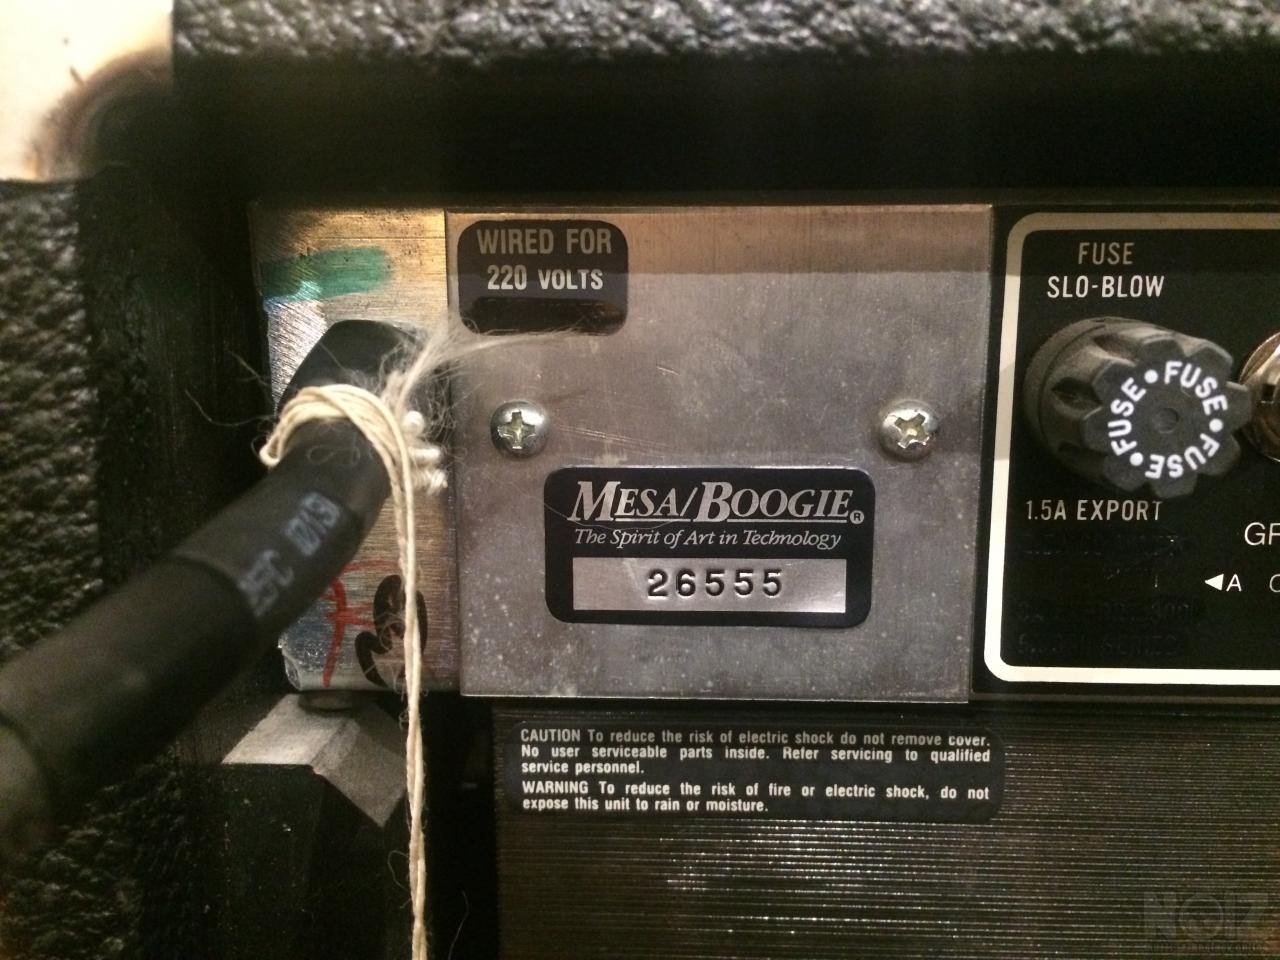 WIRED FOR
220 VOLTS
FUSE
SLO-BLOW
FUSE • FUSE • FUSE • FUSE •
1.5A EXPORT
MESA/BOOGIE®
The Spirit of Art in Technology
26555
GR
◄A
CAUTION To reduce the risk of electric shock do not remove cover.
No user serviceable parts inside. Refer servicing to qualified
service personnel.
WARNING To reduce the risk of fire or electric shock, do not
expose this unit to rain or moisture.
NOIZ